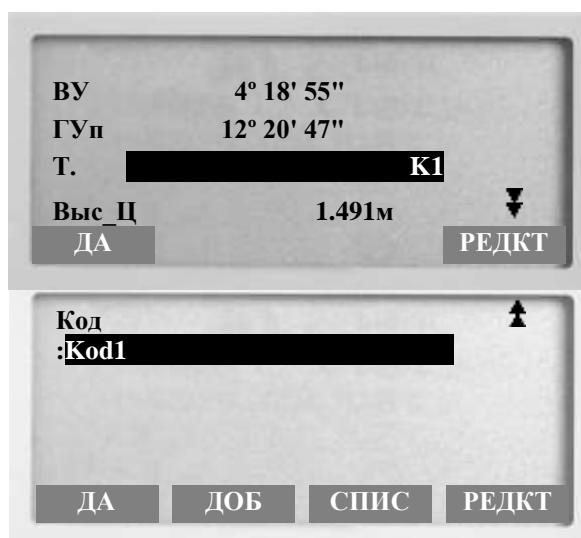 ВУ 4º 18' 55"
ГУп 12º 20' 47"
Т. K1
Выс_Ц 1.491м
ДА РЕДКТ
Код
:Kod1
ДА ДОБ СПИС РЕДКТ